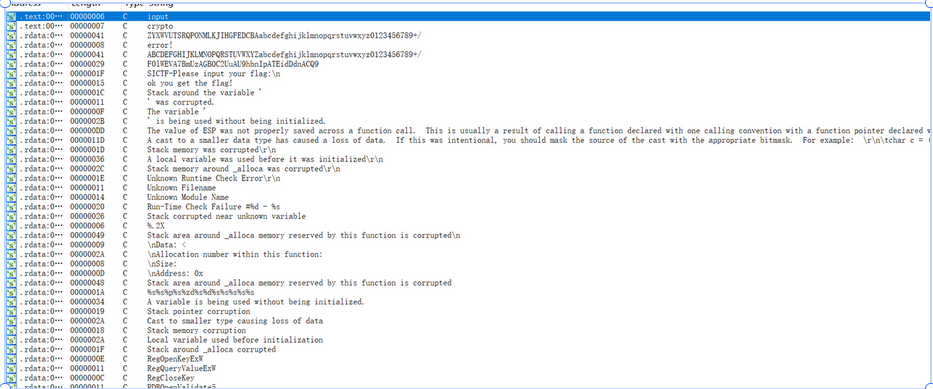 Address Length Type String
.text:00… 00000006 C input
.text:00… 00000007 C crypto
.rdata:0… 00000041 C ZYXWVUTSRQPONMLKJIHGFEDCBAabcdefghijklmnopqrstuvwxyz0123456789+/
.rdata:0… 00000008 C error!
.rdata:0… 00000041 C ABCDEFGHIJKLMNOPQRSTUVWXYZabcdefghijklmnopqrstuvwxyz0123456789+/
.rdata:0… 00000029 C
.rdata:0… 0000001F C SICTF-Please input your flag:\n
.rdata:0… 00000015 C ok you get the flag!
.rdata:0… 0000001C C Stack around the variable '
.rdata:0… 00000011 C ' was corrupted.
.rdata:0… 0000000F C The variable '
.rdata:0… 0000002B C ' is being used without being initialized.
.rdata:0… 000000DD C The value of ESP was not properly saved across a function call.  This is usually a result of calling a function declared with one calling convention with a function pointer declared w
.rdata:0… 0000011D C A cast to a smaller data type has caused a loss of data.  If this was intentional, you should mask the source of the cast with the appropriate bitmask.  For example:  \r\n\tchar c = (
.rdata:0… 0000001D C Stack memory was corrupted\r\n
.rdata:0… 00000036 C A local variable was used before it was initialized\r\n
.rdata:0… 0000002C C Stack memory around _alloca was corrupted\r\n
.rdata:0… 0000001E C Unknown Runtime Check Error\r\n
.rdata:0… 00000011 C Unknown Filename
.rdata:0… 00000014 C Unknown Module Name
.rdata:0… 00000020 C Run-Time Check Failure #%d - %s
.rdata:0… 00000026 C Stack corrupted near unknown variable
.rdata:0… 00000006 C %.2X
.rdata:0… 00000049 C Stack area around _alloca memory reserved by this function is corrupted\n
.rdata:0… 00000009 C \nData: <
.rdata:0… 0000002A C \nAllocation number within this function:
.rdata:0… 00000008 C \nSize:
.rdata:0… 0000000D C \nAddress: 0x
.rdata:0… 00000048 C Stack area around _alloca memory reserved by this function is corrupted
.rdata:0… 0000001A C %s%s%p%s%zd%s%d%s%s%s%s%s
.rdata:0… 00000034 C A variable is being used without being initialized.
.rdata:0… 00000019 C Stack pointer corruption
.rdata:0… 0000002A C Cast to smaller type causing loss of data
.rdata:0… 00000018 C Stack memory corruption
.rdata:0… 0000002A C Local variable used before initialization
.rdata:0… 0000001F C Stack around _alloca corrupted
.rdata:0… 0000000E C RegOpenKeyExW
.rdata:0… 00000011 C RegQueryValueExW
.rdata:0… 0000000C C RegCloseKey
.rdata:0… 00000011 C PDBOpenValidate5